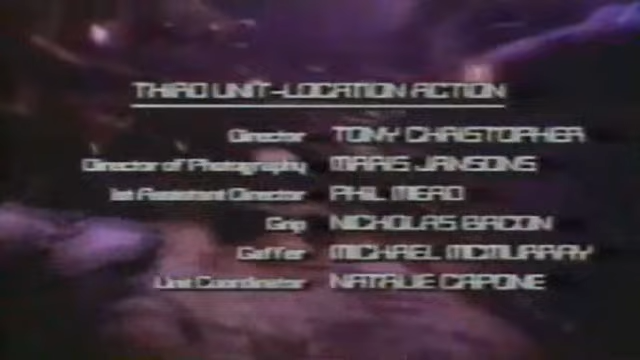 THIRD UNIT-LOCATION ACTION
Director TONY CHRISTOPHER
Director of Photography MARIS JANSONS
1st Assistant Director PHIL MERO
Grip NICHOLAS BACON
Gaffer MICHAEL MCMURRAY
Unit Coordinator NATALIE CAPONE